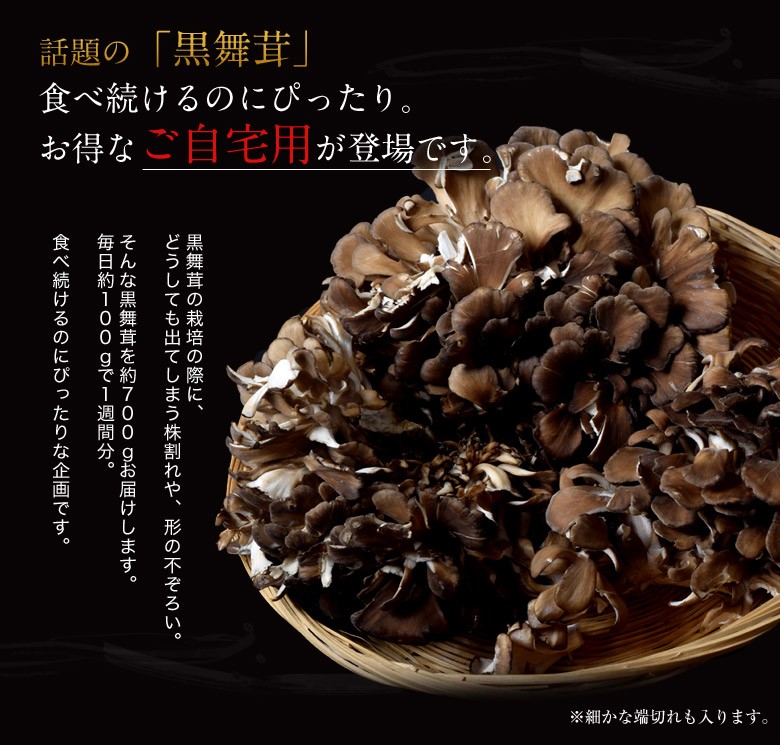 話題の「黒舞茸」
食べ続けるのにぴったり。
お得なご自宅用が登場です。
黒舞茸の栽培の際に、
どうしても出てしまう株割れや、形の不ぞろい。
そんな黒舞茸を約700gお届けします。
毎日約100gで1週間分。
食べ続けるのにぴったりな企画です。
※細かな端切れも入ります。